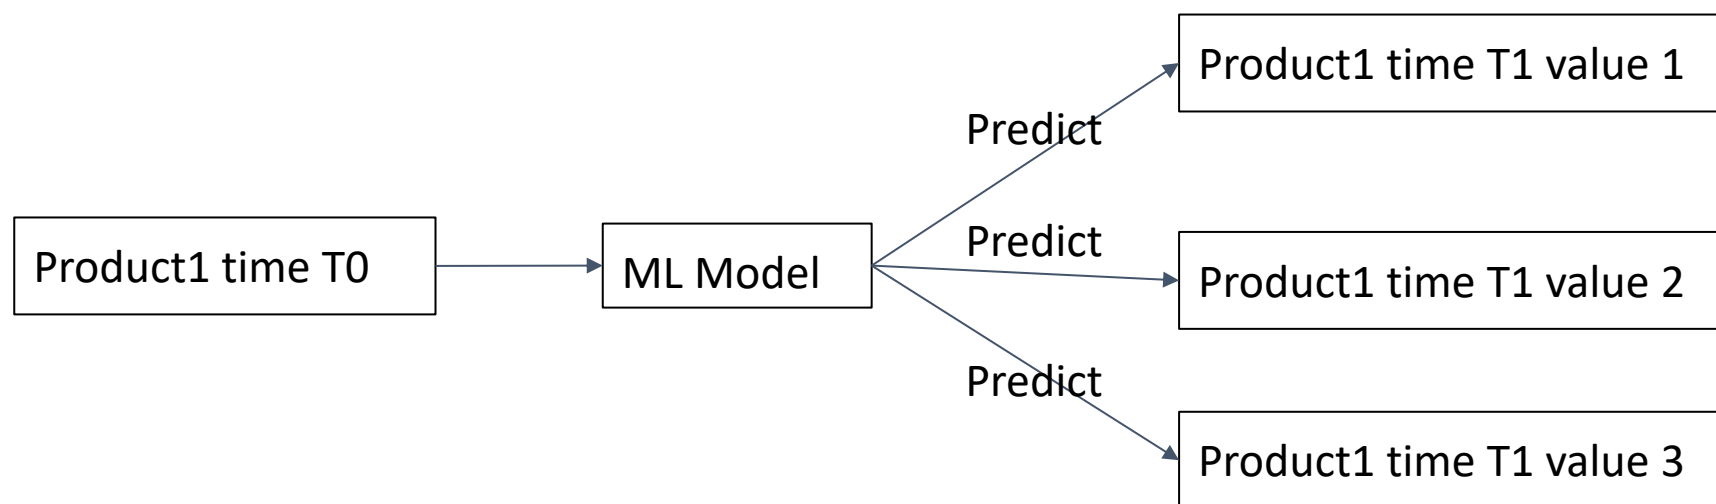 Product1 time T1 value 1
Predict
Predict
Product1 time T0
ML Model
Product1 time T1 value 2
Predict
Product1 time T1 value 3